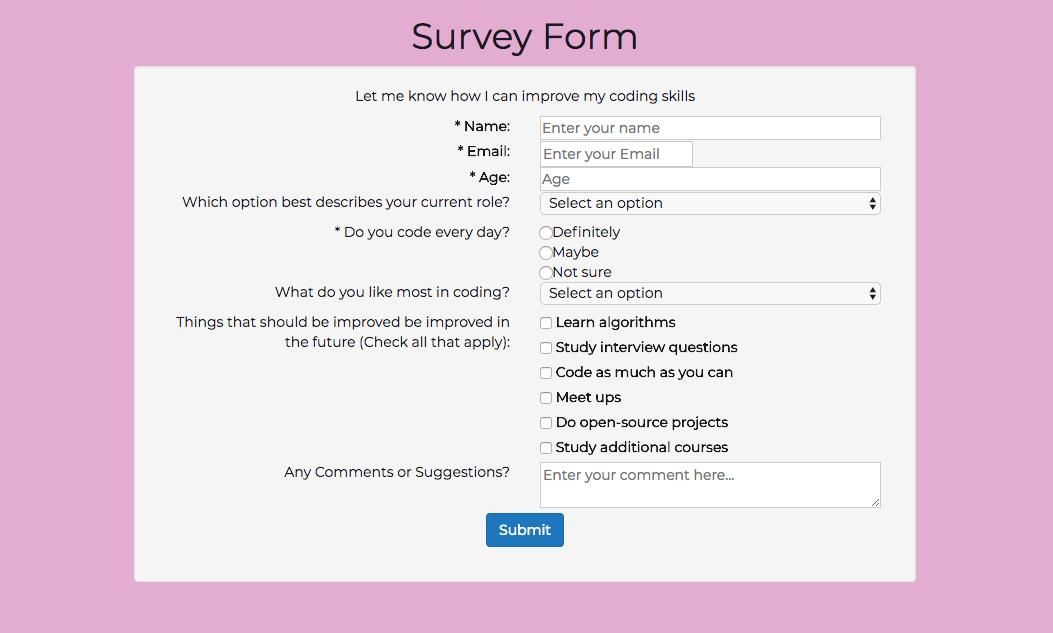 Survey Form
Let me know how I can improve my coding skills
* Name: Enter your name
* Email: Enter your Email
* Age: Age
Which option best describes your current role? Select an option
* Do you code every day? Definitely
Maybe
Not sure
What do you like most in coding? Select an option
Things that should be improved be improved in
the future (Check all that apply):
Learn algorithms
Study interview questions
Code as much as you can
Meet ups
Do open-source projects
Study additional courses
Any Comments or Suggestions? Enter your comment here...
Submit